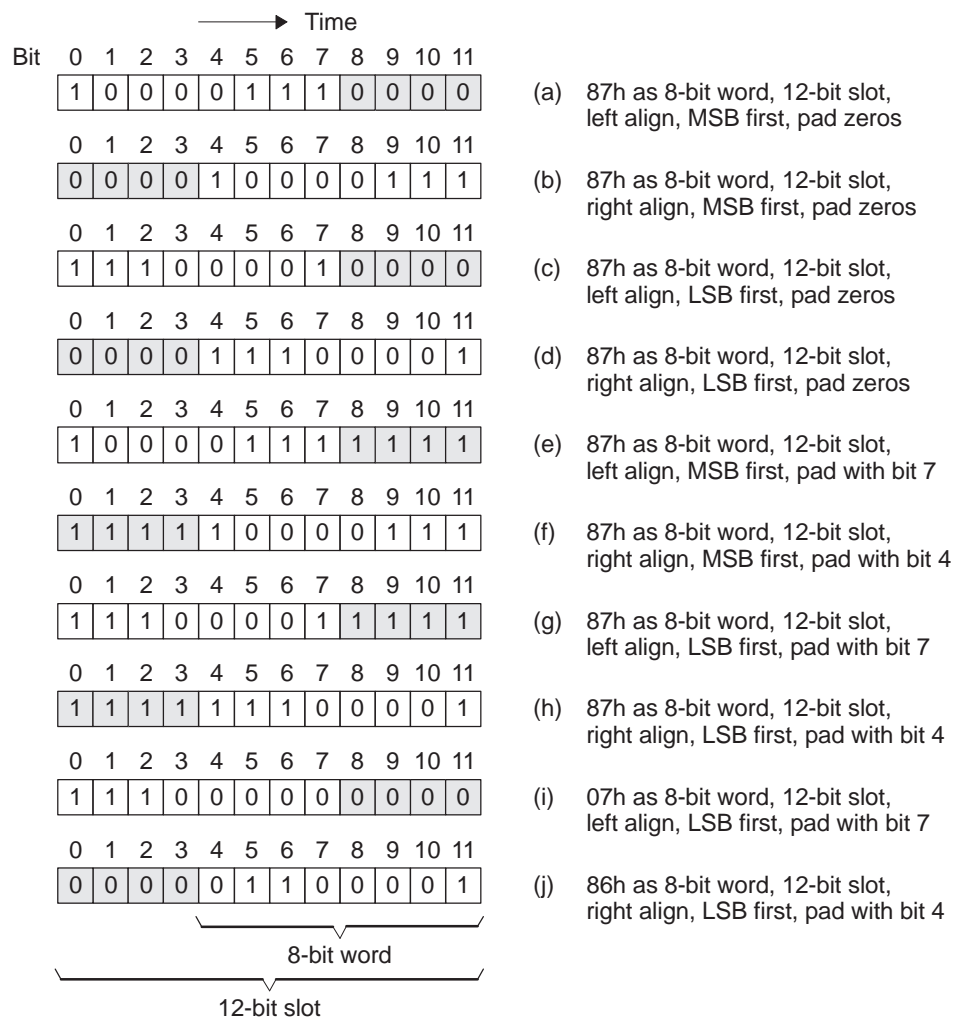 Time
Bit 0 1 2 3 4 5 6 7 8 9 10 11
1 0 0 0 0 1 1 1 0 0 0 0
(a) 87h as 8-bit word, 12-bit slot,
left align, MSB first, pad zeros
0 1 2 3 4 5 6 7 8 9 10 11
0 0 0 0 1 0 0 0 0 1 1 1
(b) 87h as 8-bit word, 12-bit slot,
right align, MSB first, pad zeros
0 1 2 3 4 5 6 7 8 9 10 11
1 1 1 0 0 0 0 1 0 0 0 0
(c) 87h as 8-bit word, 12-bit slot,
left align, LSB first, pad zeros
0 1 2 3 4 5 6 7 8 9 10 11
0 0 0 0 1 1 1 0 0 0 0 1
(d) 87h as 8-bit word, 12-bit slot,
right align, LSB first, pad zeros
0 1 2 3 4 5 6 7 8 9 10 11
1 0 0 0 0 1 1 1 1 1 1 1
(e) 87h as 8-bit word, 12-bit slot,
left align, MSB first, pad with bit 7
0 1 2 3 4 5 6 7 8 9 10 11
1 1 1 1 1 0 0 0 0 1 1 1
(f) 87h as 8-bit word, 12-bit slot,
right align, MSB first, pad with bit 4
0 1 2 3 4 5 6 7 8 9 10 11
1 1 1 0 0 0 0 1 1 1 1 1
(g) 87h as 8-bit word, 12-bit slot,
left align, LSB first, pad with bit 7
0 1 2 3 4 5 6 7 8 9 10 11
1 1 1 1 1 1 1 0 0 0 0 1
(h) 87h as 8-bit word, 12-bit slot,
right align, LSB first, pad with bit 4
0 1 2 3 4 5 6 7 8 9 10 11
1 1 1 0 0 0 0 0 0 0 0 0
(i) 07h as 8-bit word, 12-bit slot,
left align, LSB first, pad with bit 7
0 1 2 3 4 5 6 7 8 9 10 11
0 0 0 0 0 1 1 0 0 0 0 1
(j) 86h as 8-bit word, 12-bit slot,
right align, LSB first, pad with bit 4
8-bit word
12-bit slot